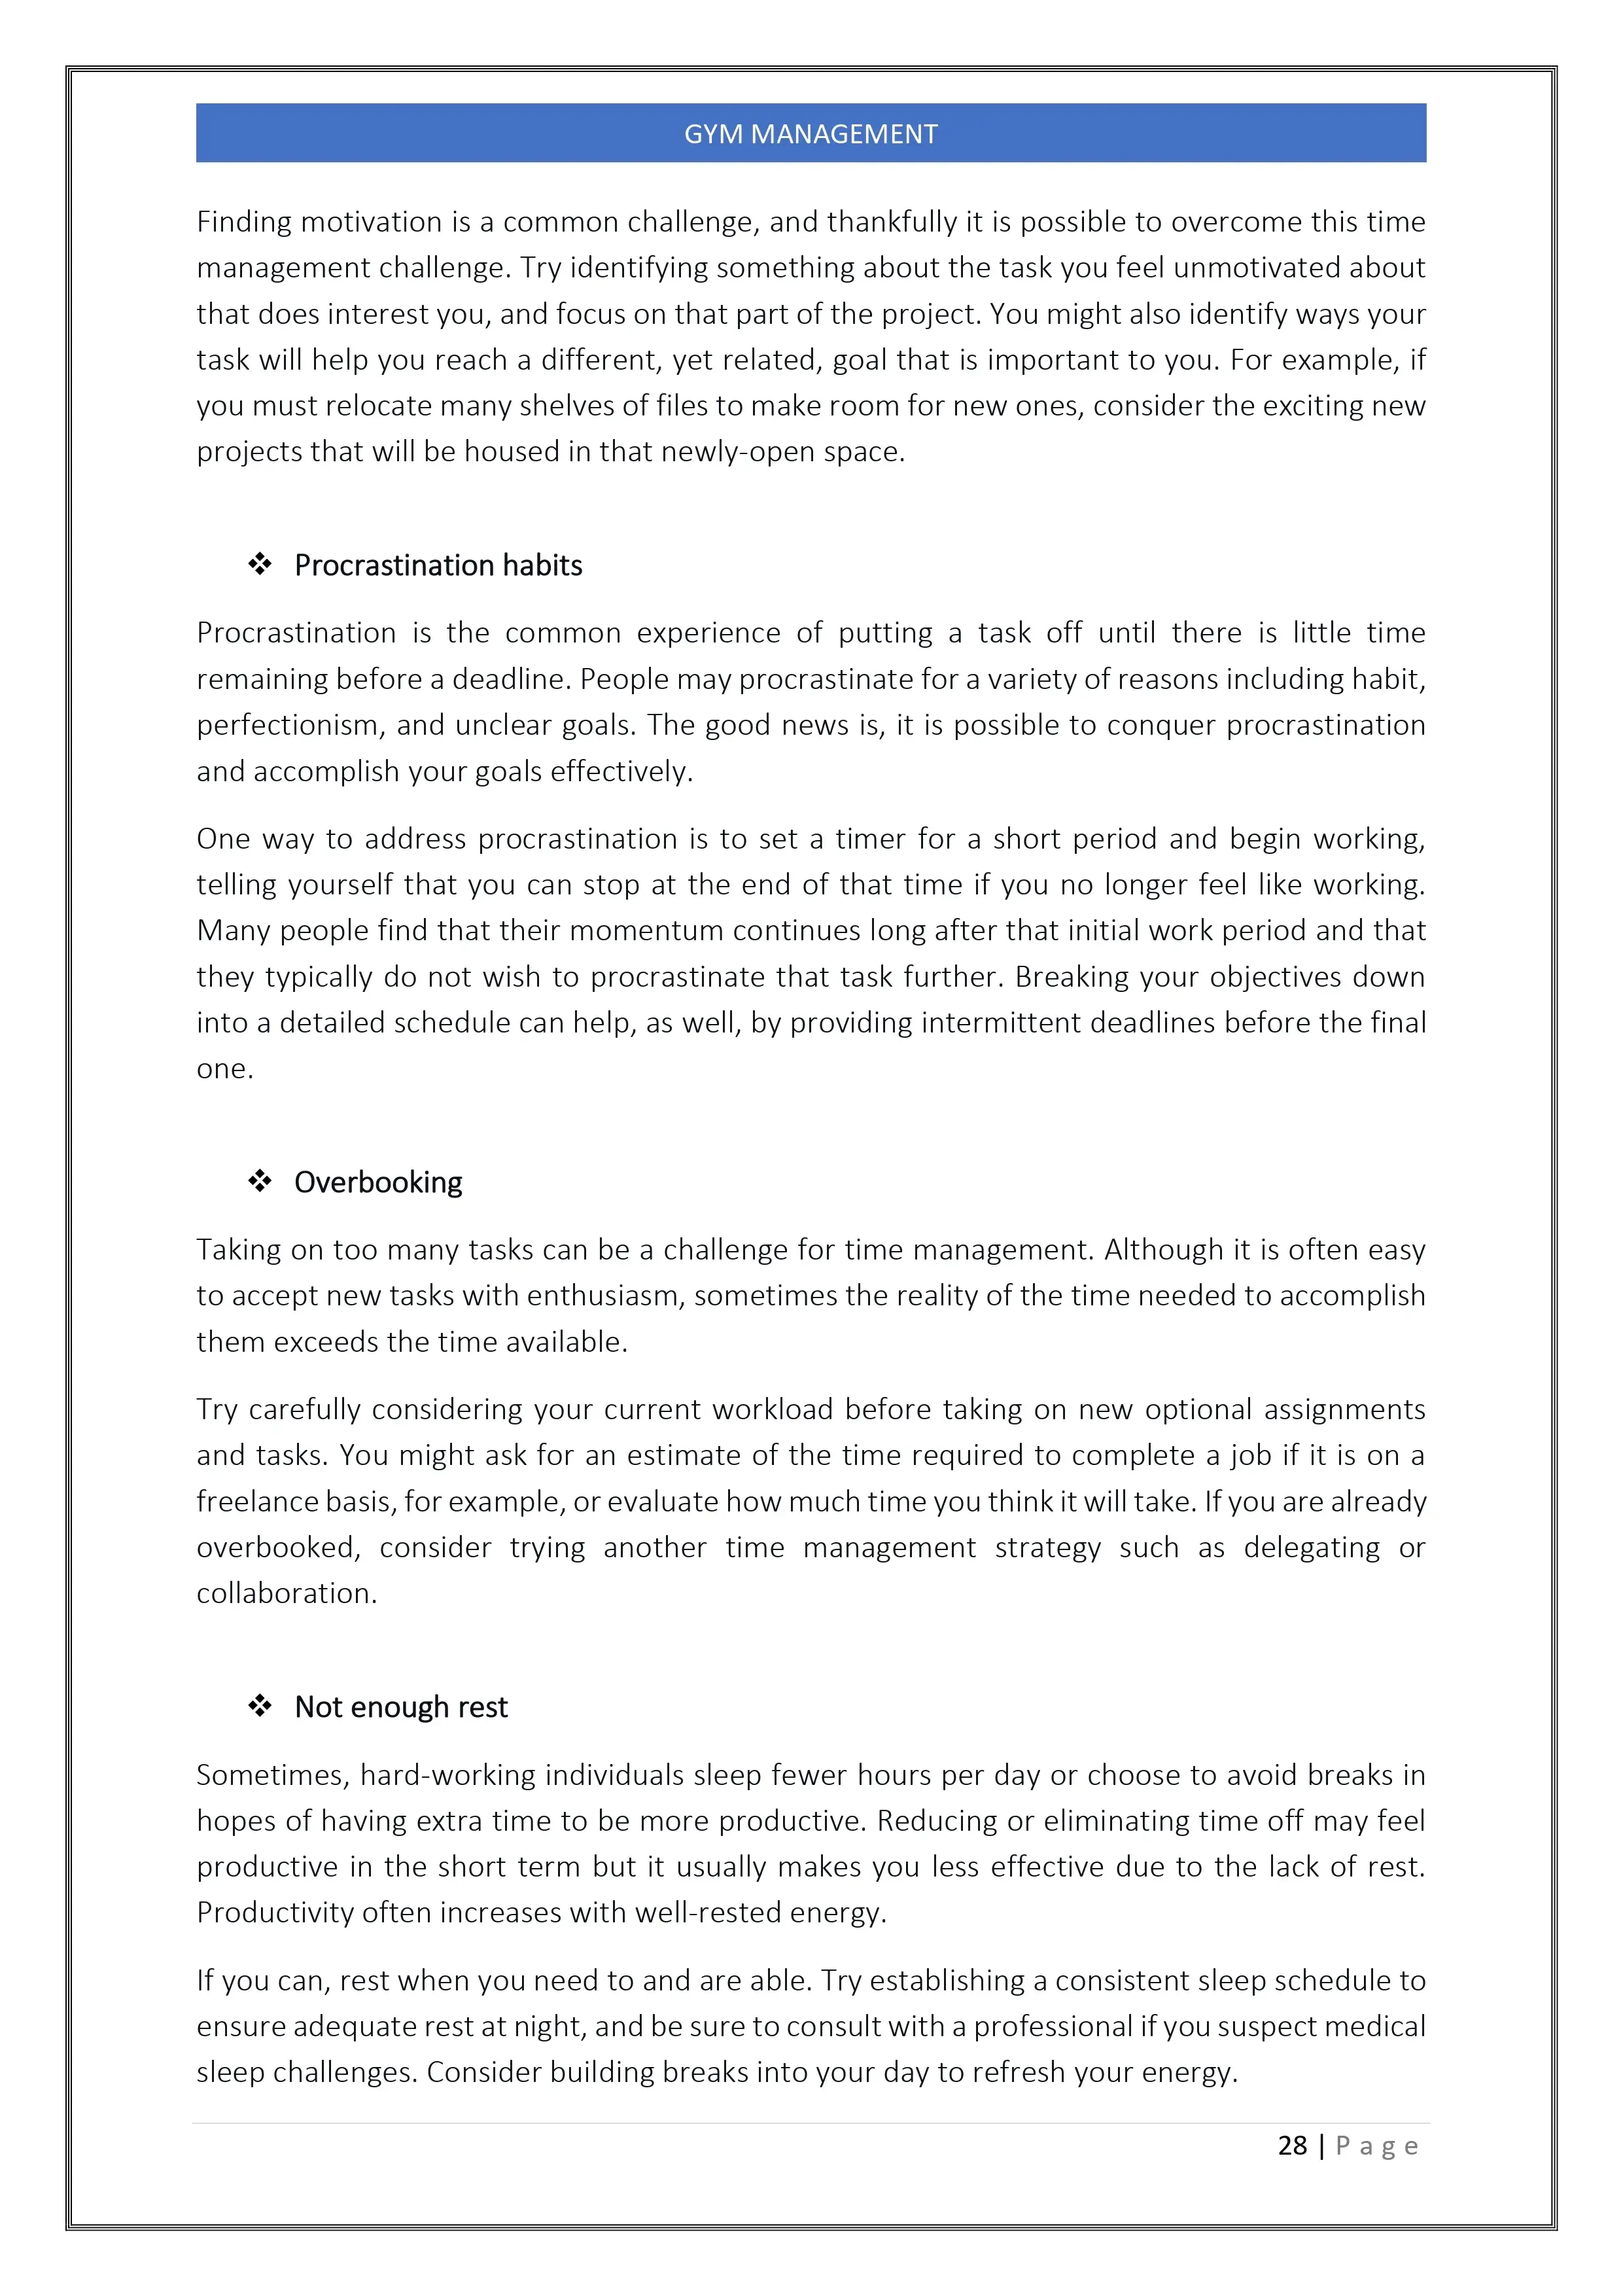 GYM MANAGEMENT
Finding motivation is a common challenge, and thankfully it is possible to overcome this time
management challenge. Try identifying something about the task you feel unmotivated about
that does interest you, and focus on that part of the project. You might also identify ways your
task will help you reach a different, yet related, goal that is important to you. For example, if
you must relocate many shelves of files to make room for new ones, consider the exciting new
projects that will be housed in that newly-open space.
❖ Procrastination habits
Procrastination is the common experience of putting a task off until there is little time
remaining before a deadline. People may procrastinate for a variety of reasons including habit,
perfectionism, and unclear goals. The good news is, it is possible to conquer procrastination
and accomplish your goals effectively.
One way to address procrastination is to set a timer for a short period and begin working,
telling yourself that you can stop at the end of that time if you no longer feel like working.
Many people find that their momentum continues long after that initial work period and that
they typically do not wish to procrastinate that task further. Breaking your objectives down
into a detailed schedule can help, as well, by providing intermittent deadlines before the final
one.
❖ Overbooking
Taking on too many tasks can be a challenge for time management. Although it is often easy
to accept new tasks with enthusiasm, sometimes the reality of the time needed to accomplish
them exceeds the time available.
Try carefully considering your current workload before taking on new optional assignments
and tasks. You might ask for an estimate of the time required to complete a job if it is on a
freelance basis, for example, or evaluate how much time you think it will take. If you are already
overbooked, consider trying another time management strategy such as delegating or
collaboration.
❖ Not enough rest
Sometimes, hard-working individuals sleep fewer hours per day or choose to avoid breaks in
hopes of having extra time to be more productive. Reducing or eliminating time off may feel
productive in the short term but it usually makes you less effective due to the lack of rest.
Productivity often increases with well-rested energy.
If you can, rest when you need to and are able. Try establishing a consistent sleep schedule to
ensure adequate rest at night, and be sure to consult with a professional if you suspect medical
sleep challenges. Consider building breaks into your day to refresh your energy.
28 | Page